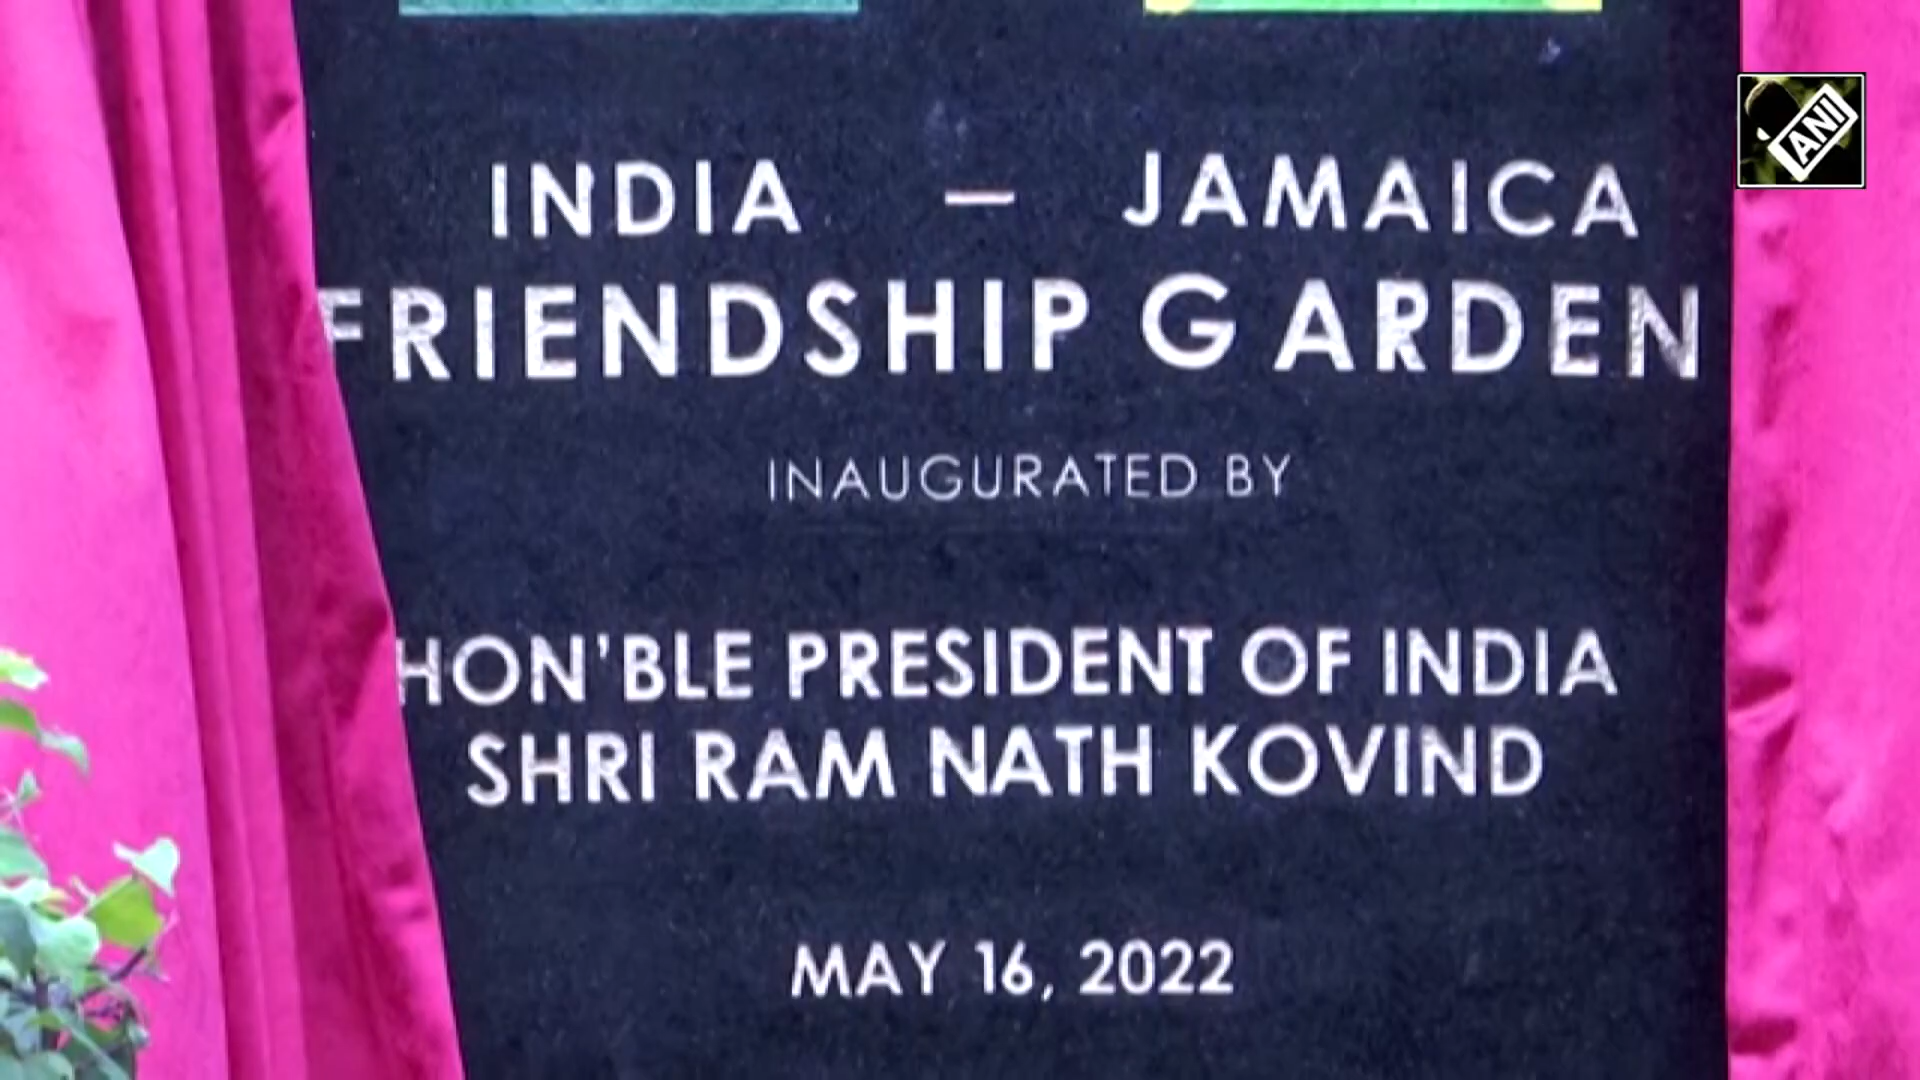 INDIA – JAMAICA
FRIENDSHIP GARDEN
INAUGURATED BY
HON'BLE PRESIDENT OF INDIA
SHRI RAM NATH KOVIND
MAY 16, 2022
ANI